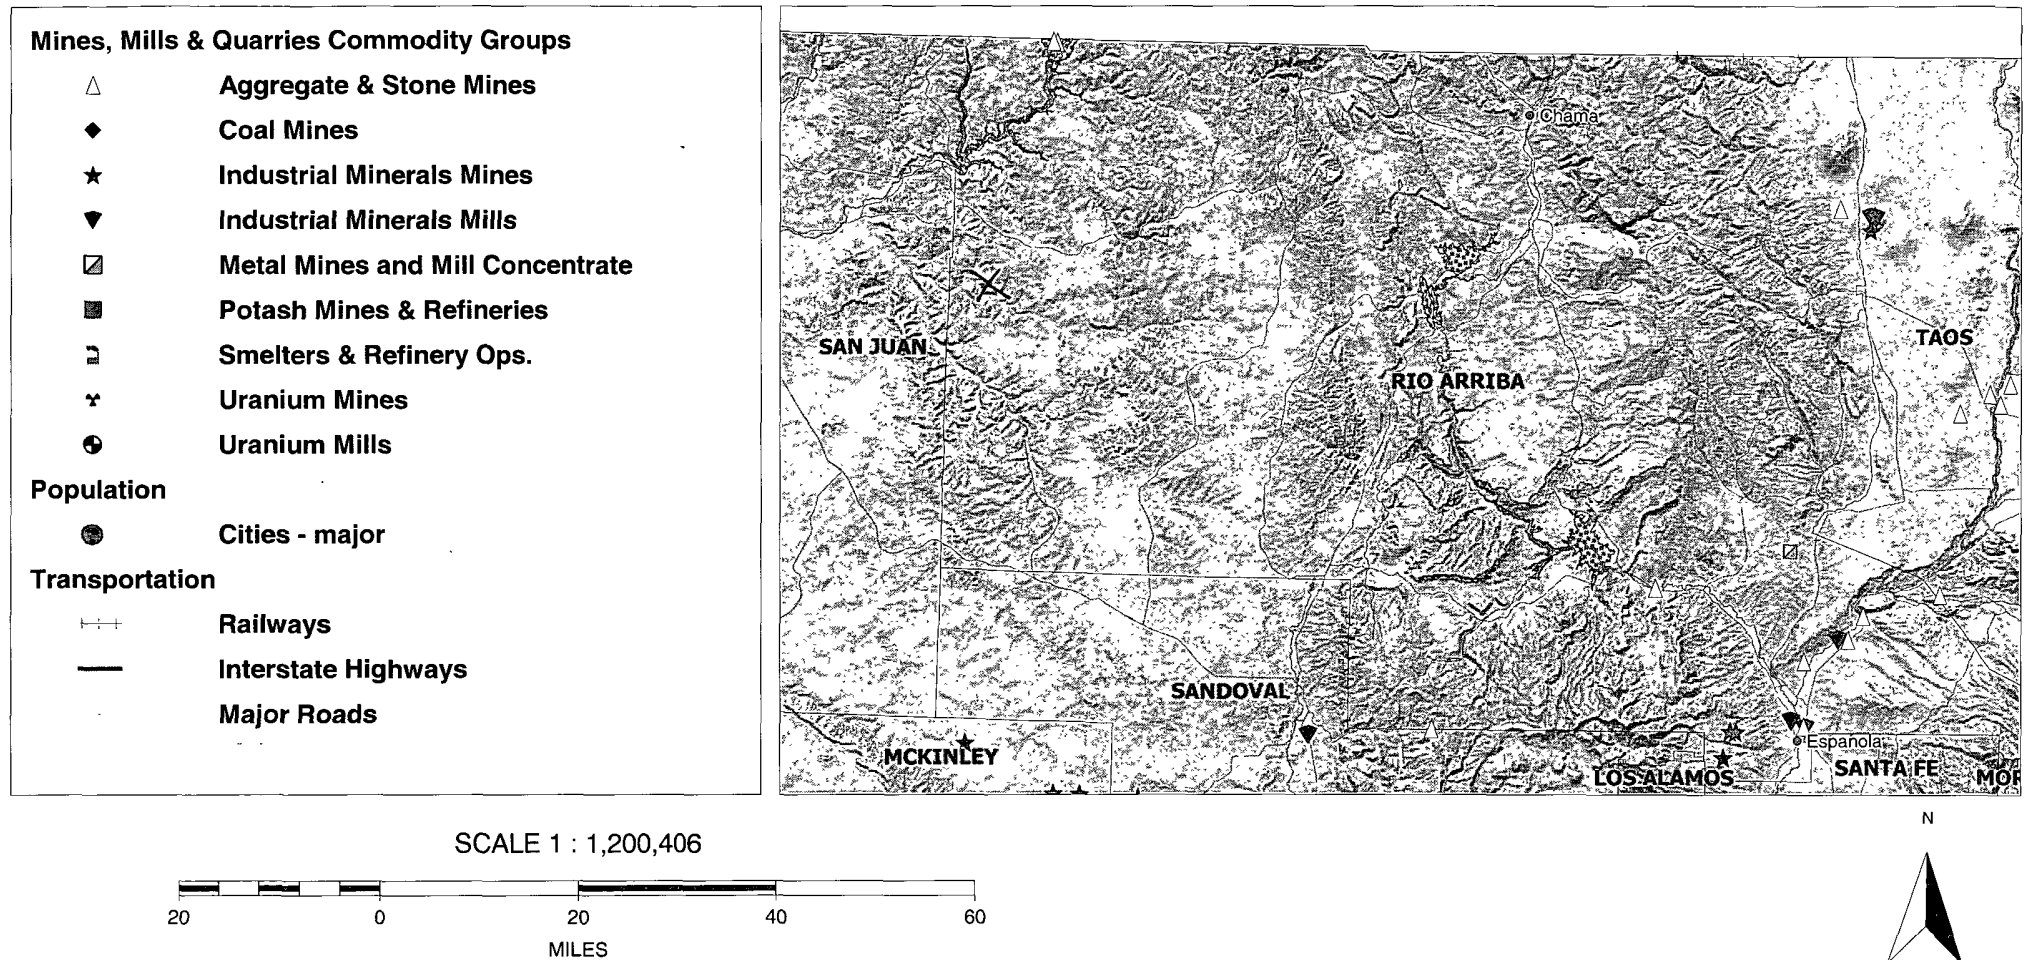 Mines, Mills & Quarries Commodity Groups
Aggregate & Stone Mines
Coal Mines
Industrial Minerals Mines
Industrial Minerals Mills
Metal Mines and Mill Concentrate
Potash Mines & Refineries
Smelters & Refinery Ops.
Uranium Mines
Uranium Mills
Population
Cities - major
Transportation
Railways
Interstate Highways
Major Roads
Chama
SAN JUAN
TAOS
RIO ARRIBA
SANDOVAL
MCKINLEY
Española
LOS ALAMOS
SANTA FE
MOR
N
SCALE 1 : 1,200,406
20 0 20 40 60
MILES